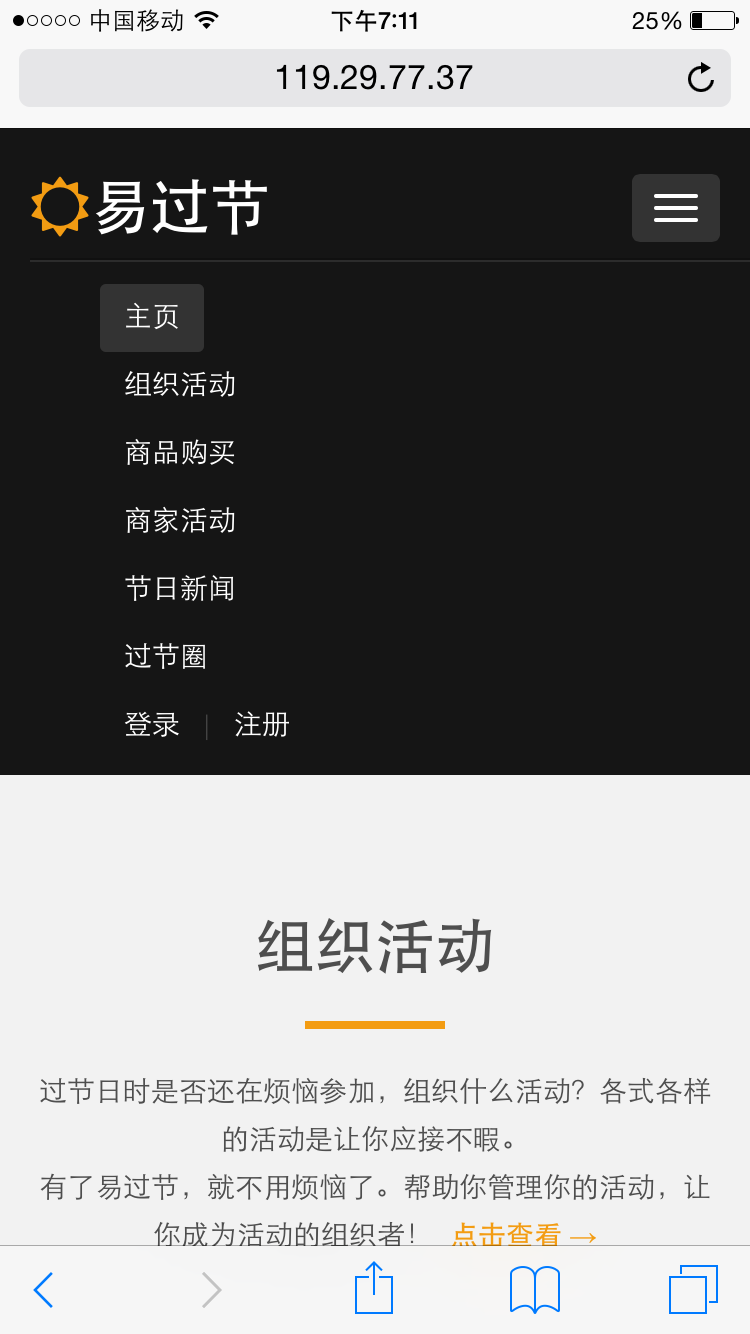 中国移动 下午7:11 25%
119.29.77.37
易过节
主页
组织活动
商品购买
商家活动
节日新闻
过节圈
登录 | 注册
组织活动
过节日时是否还在烦恼参加，组织什么活动？各式各样
的活动是让你应接不暇。
有了易过节，就不用烦恼了。帮助你管理你的活动，让
你成为活动的组织者！ 点击查看 →